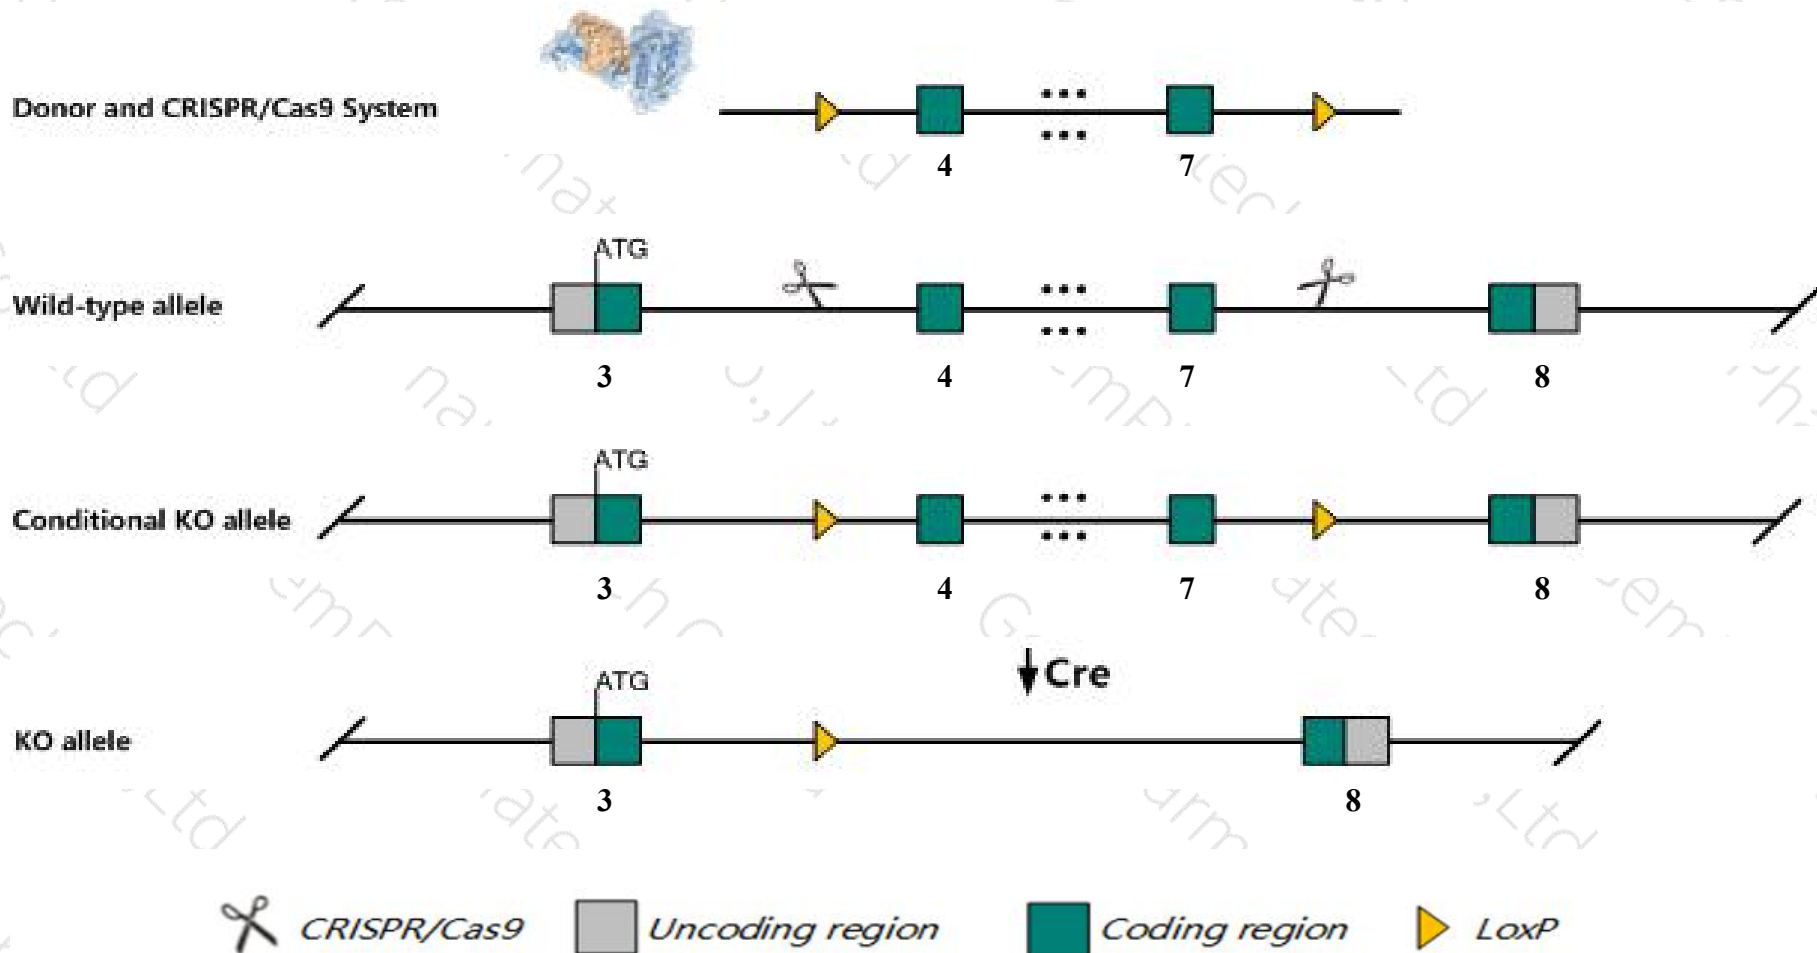 Donor and CRISPR/Cas9 System
4 7
ATG
Wild-type allele
3 4 7 8
ATG
Conditional KO allele
3 4 7 8
Cre
ATG
KO allele
3 8
CRISPR/Cas9 Uncoding region Coding region LoxP